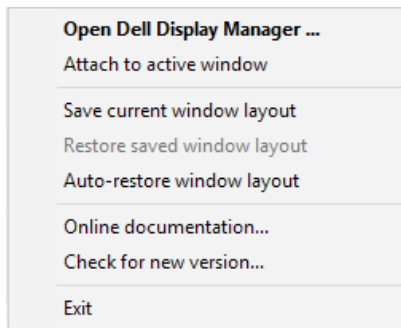 Open Dell Display Manager ...
Attach to active window
Save current window layout
Restore saved window layout
Auto-restore window layout
Online documentation...
Check for new version...
Exit